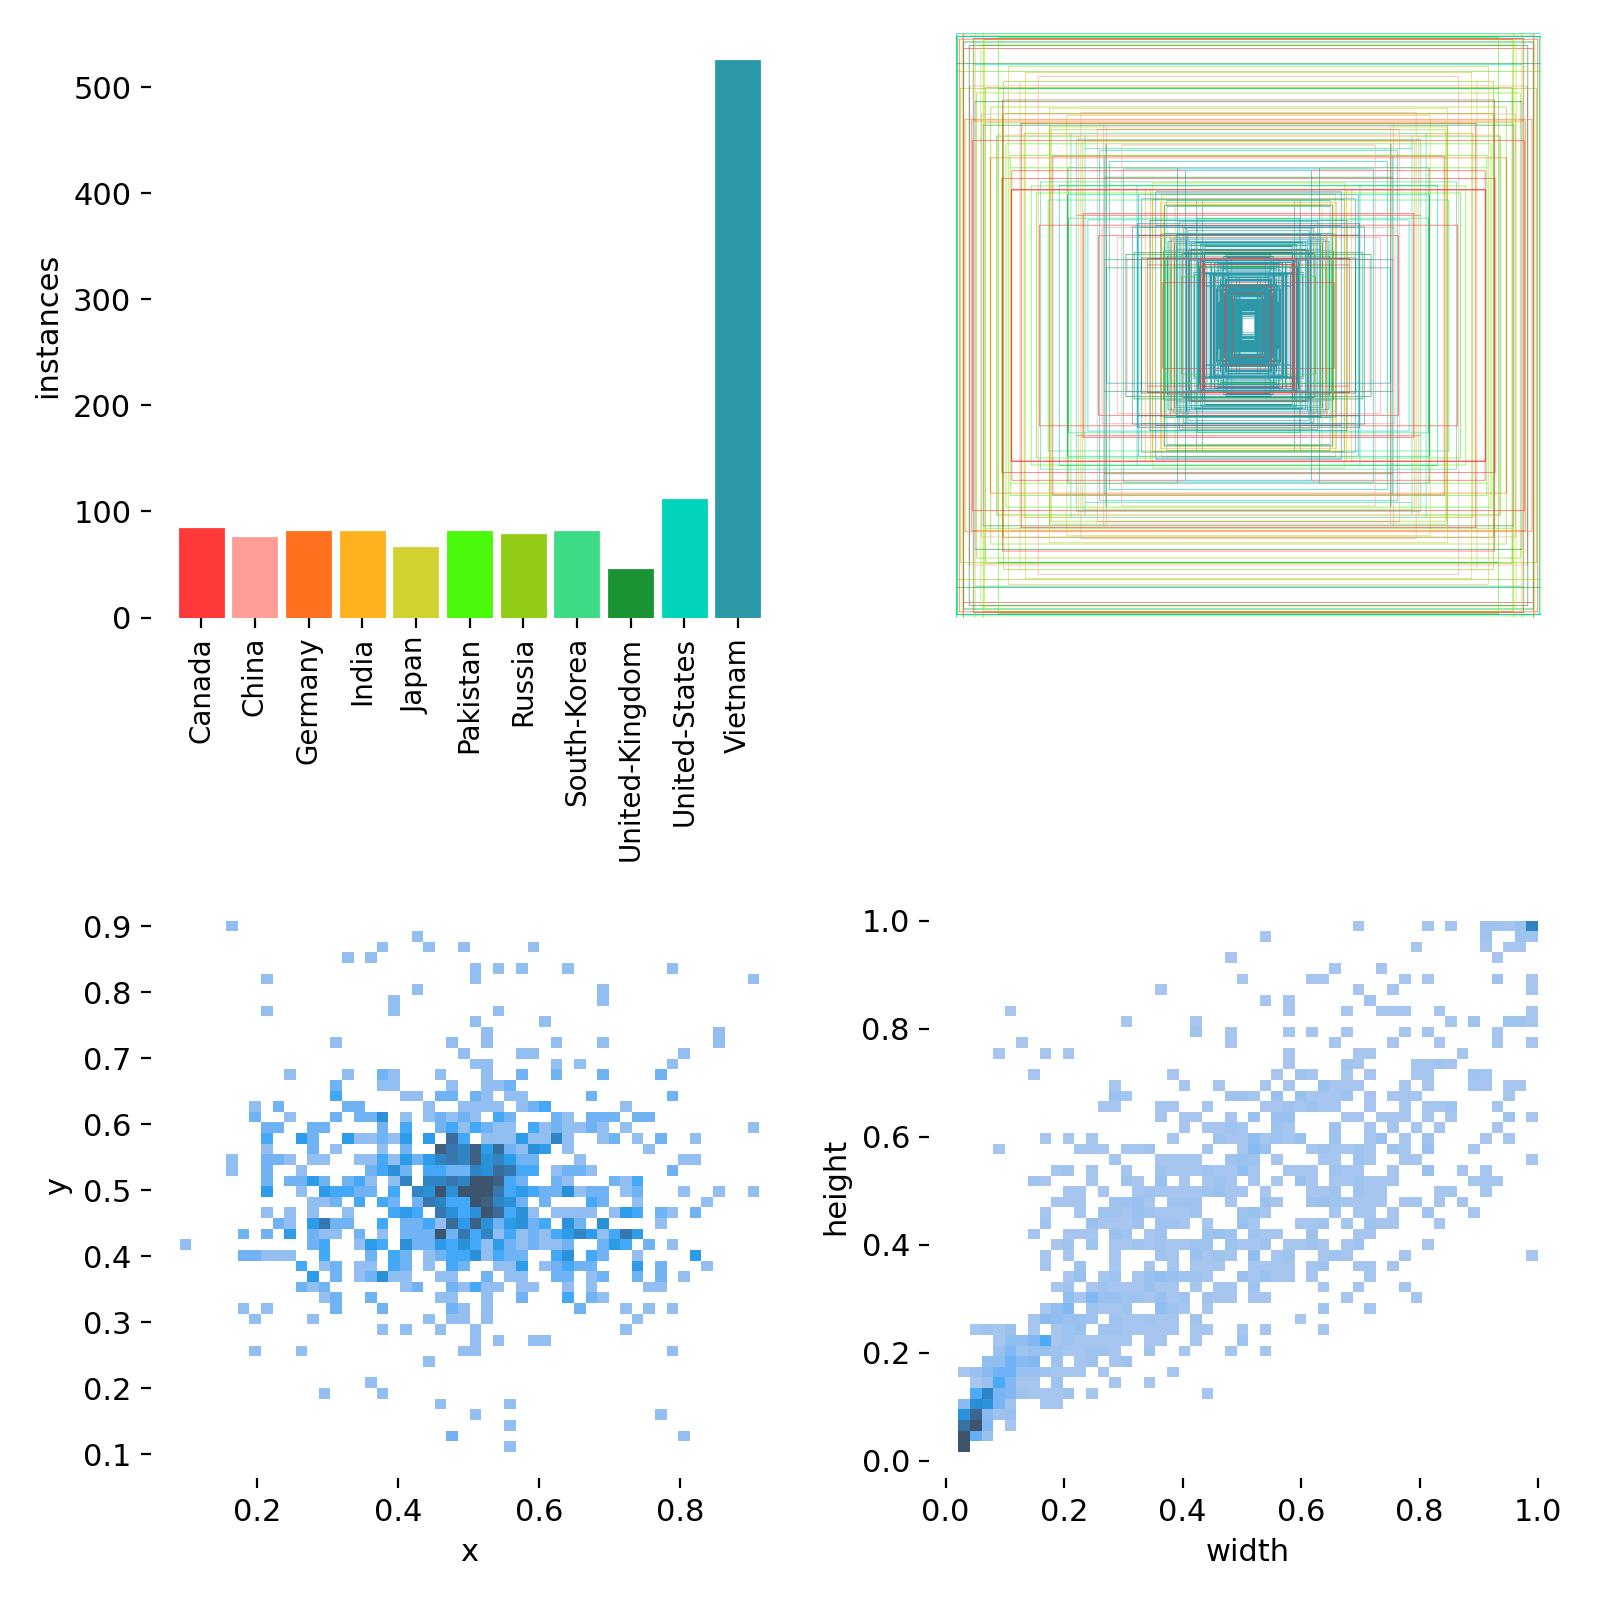 instances
500
400
300
200
100
0
Canada
China
Germany
India
Japan
Pakistan
Russia
South-Korea
United-Kingdom
United-States
Vietnam
y
0.9
0.8
0.7
0.6
0.5
0.4
0.3
0.2
0.1
0.2 0.4 0.6 0.8
x
height
1.0
0.8
0.6
0.4
0.2
0.0
0.0 0.2 0.4 0.6 0.8 1.0
width